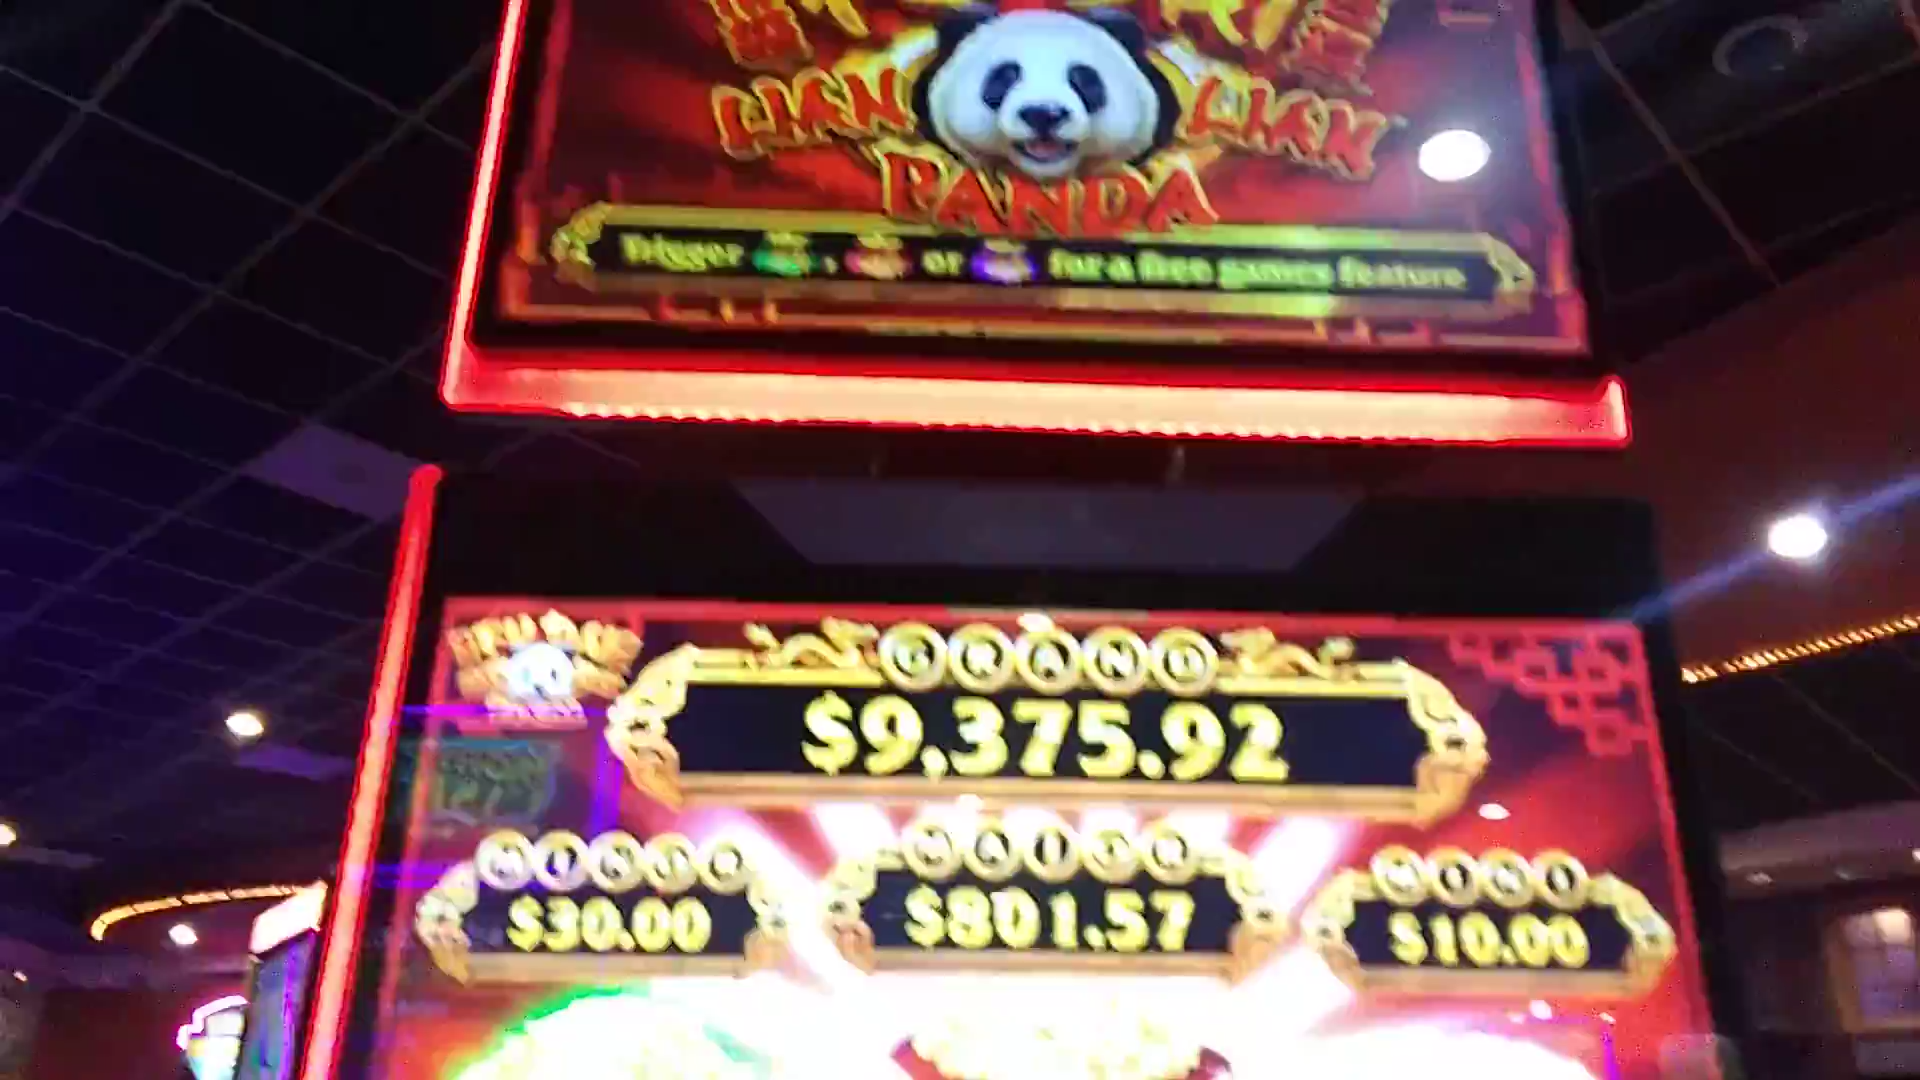 LIAN LIAN
PANDA
Trigger , or for a free games feature
GRAND
$9,375.92
MINOR MAJOR MINI
$30.00 $801.57 $10.00